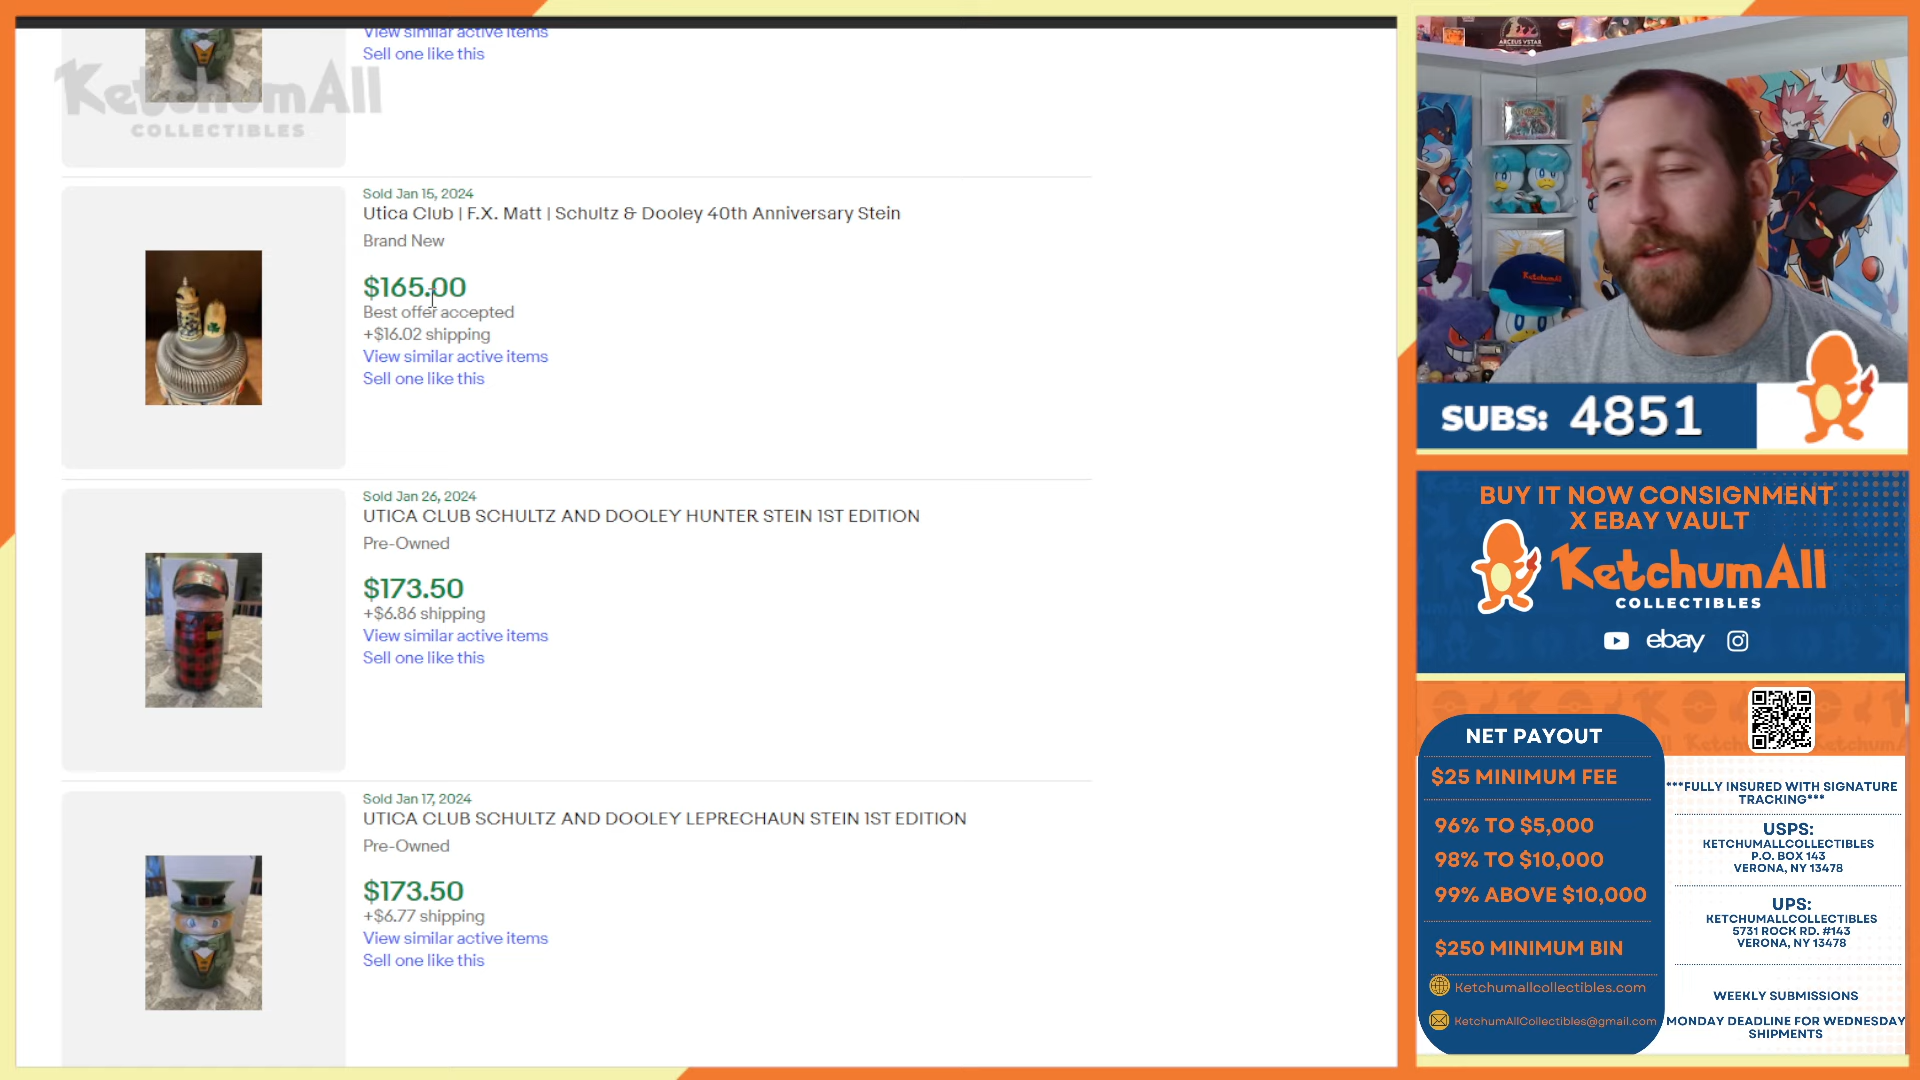 View similar active items
Sell one like this
KetchumAll
COLLECTIBLES
Sold Jan 15, 2024
Utica Club | F.X. Matt | Schultz & Dooley 40th Anniversary Stein
Brand New
$165.00
Best offer accepted
+$16.02 shipping
View similar active items
Sell one like this
Sold Jan 26, 2024
UTICA CLUB SCHULTZ AND DOOLEY HUNTER STEIN 1ST EDITION
Pre-Owned
$173.50
+$6.86 shipping
View similar active items
Sell one like this
Sold Jan 17, 2024
UTICA CLUB SCHULTZ AND DOOLEY LEPRECHAUN STEIN 1ST EDITION
Pre-Owned
$173.50
+$6.77 shipping
View similar active items
Sell one like this
ARCEUS VSTAR
KetchumAll
SUBS: 4851
BUY IT NOW CONSIGNMENT
X EBAY VAULT
KetchumAll
COLLECTIBLES
ebay
NET PAYOUT
$25 MINIMUM FEE
96% TO $5,000
98% TO $10,000
99% ABOVE $10,000
$250 MINIMUM BIN
Ketchumallcollectibles.com
KetchumAllCollectibles@gmail.com
***FULLY INSURED WITH SIGNATURE
TRACKING***
USPS:
KETCHUMALLCOLLECTIBLES
P.O. BOX 143
VERONA, NY 13478
UPS:
KETCHUMALLCOLLECTIBLES
5731 ROCK RD. #143
VERONA, NY 13478
WEEKLY SUBMISSIONS
MONDAY DEADLINE FOR WEDNESDAY
SHIPMENTS